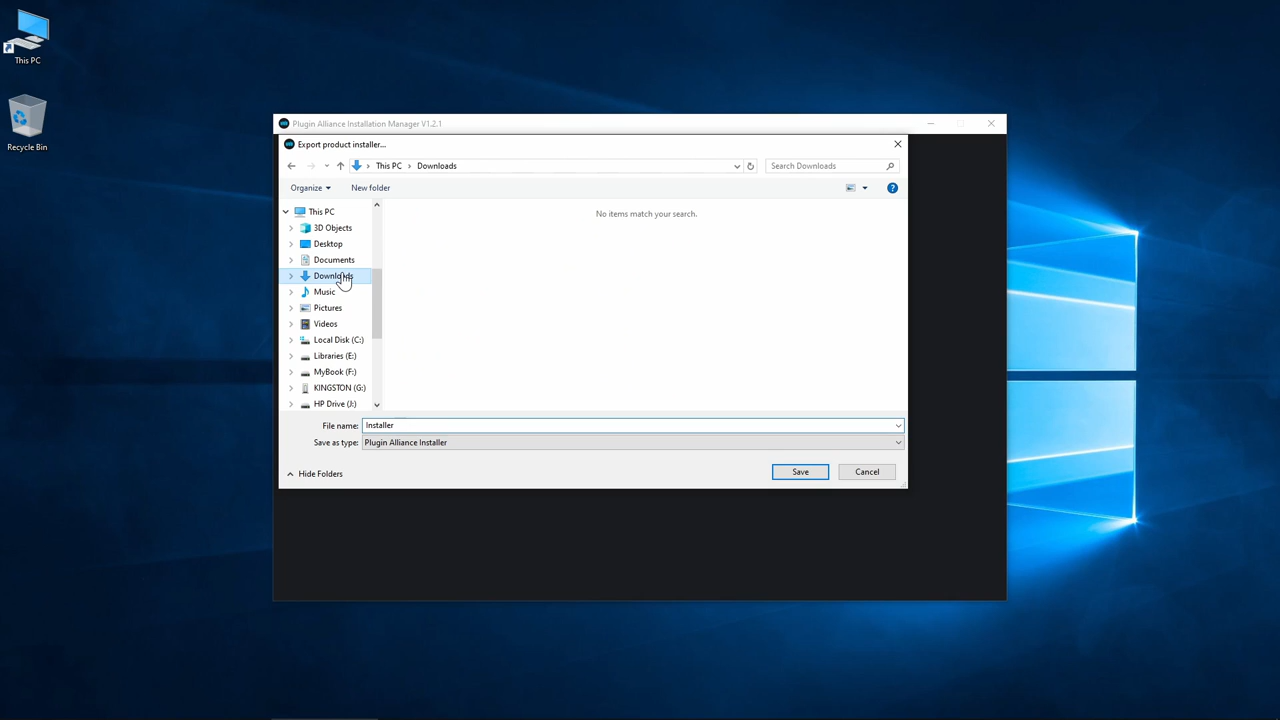 This PC
Recycle Bin
Plugin Alliance Installation Manager V1.2.1
Export product installer...
This PC > Downloads
Search Downloads
Organize
New folder
This PC
3D Objects
Desktop
Documents
Downloads
Music
Pictures
Videos
Local Disk (C:)
Libraries (E:)
MyBook (F:)
KINGSTON (G:)
HP Drive (J:)
No items match your search.
File name: Installer
Save as type: Plugin Alliance Installer
Hide Folders
Save
Cancel